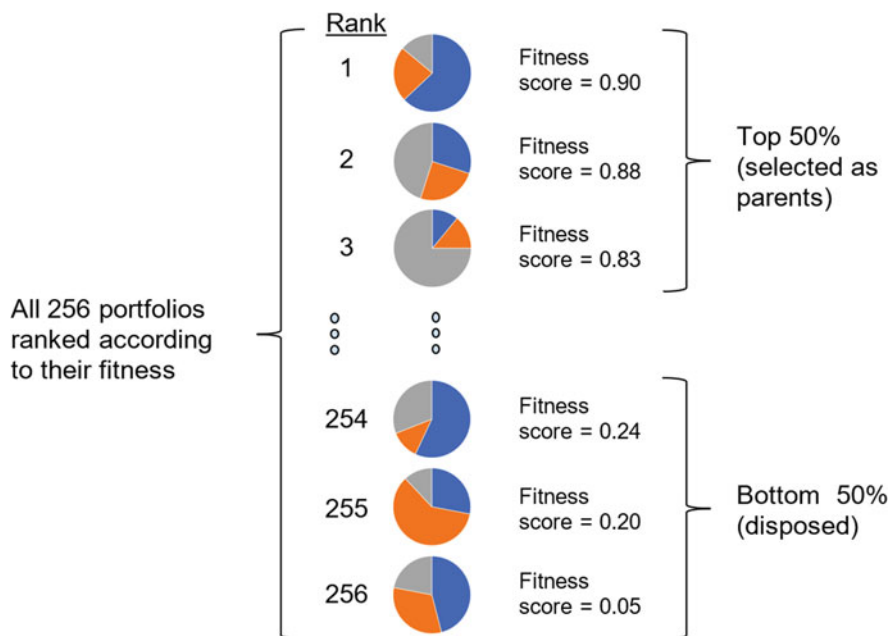 Rank
1
Fitness
score = 0.90
2
Fitness
score = 0.88
3
Fitness
score = 0.83
Top 50%
(selected as
parents)
All 256 portfolios
ranked according
to their fitness
254
Fitness
score = 0.24
255
Fitness
score = 0.20
256
Fitness
score = 0.05
Bottom 50%
(disposed)